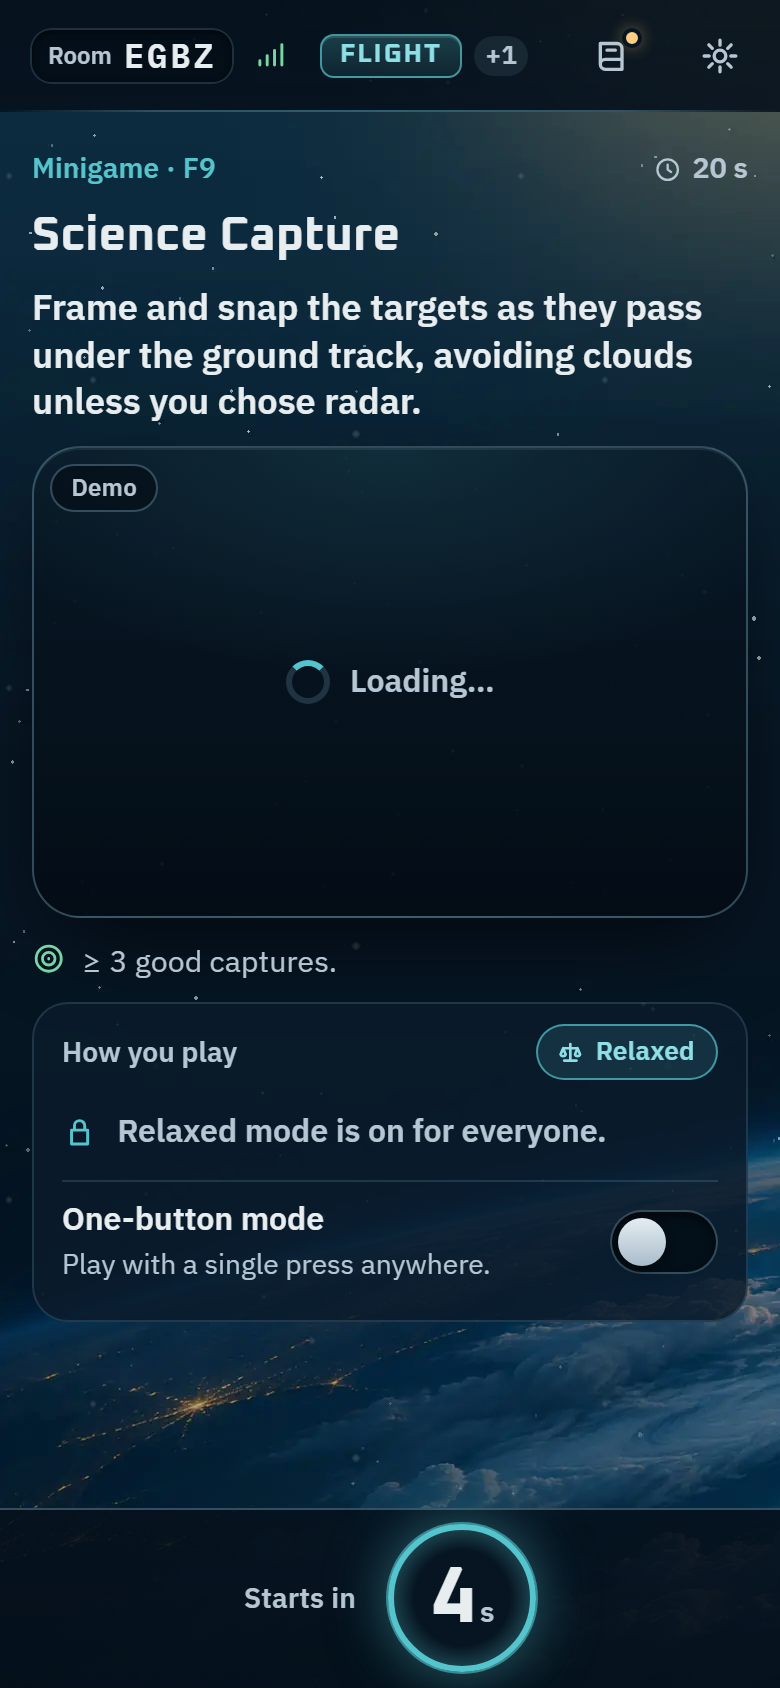 Room EGBZ FLIGHT +1
Minigame · F9 20 s
Science Capture
Frame and snap the targets as they pass
under the ground track, avoiding clouds
unless you chose radar.
Demo
Loading...
≥ 3 good captures.
How you play Relaxed
Relaxed mode is on for everyone.
One-button mode
Play with a single press anywhere.
Starts in 4 s